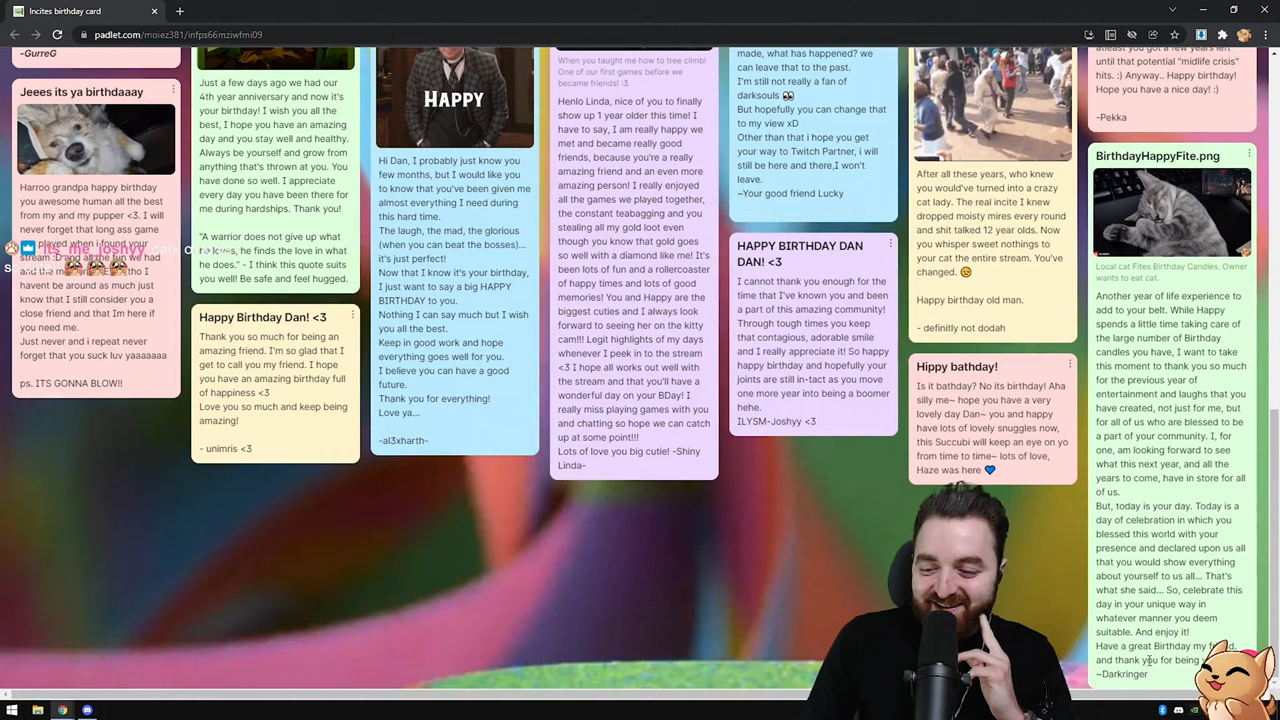 Incites birthday card
padlet.com/moiez381/infps66mziwfmi09
-GurreG
Jeees its ya birthdaaay
Harroo grandpa happy birthday
you awesome human all the best
from my and my pupper <3. I will
never forget that long ass game
played when i found your
stream :D and all the fun we had
havent be around as much just
know that I still consider you a
close friend and that Im here if
you need me.
Just never and i repeat never
forget that you suck luv yaaaaaaa
ps. ITS GONNA BLOW!!
its_me_joshyy
Just a few days ago we had our
4th year anniversary and now it's
your birthday! I wish you all the
best, I hope you have an amazing
day and you stay well and healthy.
Always be yourself and grow from
anything that's thrown at you. You
have done so well. I appreciate
every day you have been there for
me during hardships. Thank you!
"A warrior does not give up what
he loves, he finds the love in what
he does." - I think this quote suits
you well! Be safe and feel hugged.
Happy Birthday Dan! <3
Thank you so much for being an
amazing friend. I'm so glad that I
get to call you my friend. I hope
you have an amazing birthday full
of happiness <3
Love you so much and keep being
amazing!
- unimris <3
HAPPY
Hi Dan, I probably just know you
few months, but I would like you
to know that you've been given me
almost everything I need during
this hard time.
The laugh, the mad, the glorious
(when you can beat the bosses)...
it's just perfect!
Now that I know it's your birthday,
I just want to say a big HAPPY
BIRTHDAY to you.
Nothing I can say much but I wish
you all the best.
Keep in good work and hope
everything goes well for you.
I believe you can have a good
future.
Thank you for everything!
Love ya...
-al3xharth-
When you taught me how to tree climb!
One of our first games before we
became friends! :3
Henlo Linda, nice of you to finally
show up 1 year older this time! I
have to say, I am really happy we
met and became really good
friends, because you're a really
amazing friend and an even more
amazing person! I really enjoyed
all the games we played together,
the constant teabagging and you
stealing all my gold loot even
though you know that gold goes
so well with a diamond like me! It's
been lots of fun and a rollercoaster
of happy times and lots of good
memories! You and Happy are the
biggest cuties and I always look
forward to seeing her on the kitty
cam!!! Legit highlights of my days
whenever I peek in to the stream
<3 I hope all works out well with
the stream and that you'll have a
wonderful day on your BDay! I
really miss playing games with you
and chatting so hope we can catch
up at some point!!!
Lots of love you big cutie! -Shiny
Linda-
made, what has happened? we
can leave that to the past.
I'm still not really a fan of
darksouls 👀
But hopefully you can change that
to my view xD
Other than that i hope you get
your way to Twitch Partner, i will
still be here and there,I won't
leave.
~Your good friend Lucky
HAPPY BIRTHDAY DAN
DAN! <3
I cannot thank you enough for the
time that I've known you and been
a part of this amazing community!
Through tough times you keep
that contagious, adorable smile
and I really appreciate it! So happy
happy birthday and hopefully your
joints are still in-tact as you move
one more year into being a boomer
hehe.
ILYSM-Joshyy <3
After all these years, who knew
you would've turned into a crazy
cat lady. The real incite I knew
dropped moisty mires every round
and shit talked 12 year olds. Now
you whisper sweet nothings to
your cat the entire stream. You've
changed. 😞
Happy birthday old man.
- definitly not dodah
Hippy bathday!
Is it bathday? No its birthday! Aha
silly me~ hope you have a very
lovely day Dan~ you and happy
have lots of lovely snuggles now,
this Succubi will keep an eye on yo
from time to time~ lots of love,
Haze was here 💙
atleast you got a few years left
until that potential "midlife crisis"
hits. :) Anyway.. Happy birthday!
Hope you have a nice day! :)
-Pekka
BirthdayHappyFite.png
Local cat Fites Birthday Candles. Owner
wants to eat cat.
Another year of life experience to
add to your belt. While Happy
spends a little time taking care of
the large number of Birthday
candles you have, I want to take
this moment to thank you so much
for the previous year of
entertainment and laughs that you
have created, not just for me, but
for all of us who are blessed to be
a part of your community. I, for
one, am looking forward to see
what this next year, and all the
years to come, have in store for all
of us.
But, today is your day. Today is a
day of celebration in which you
blessed this world with your
presence and declared upon us all
that you would show everything
about yourself to us all... That's
what she said... So, celebrate this
day in your unique way in
whatever manner you deem
suitable. And enjoy it!
Have a great Birthday my
and thank you for being
~Darkringer